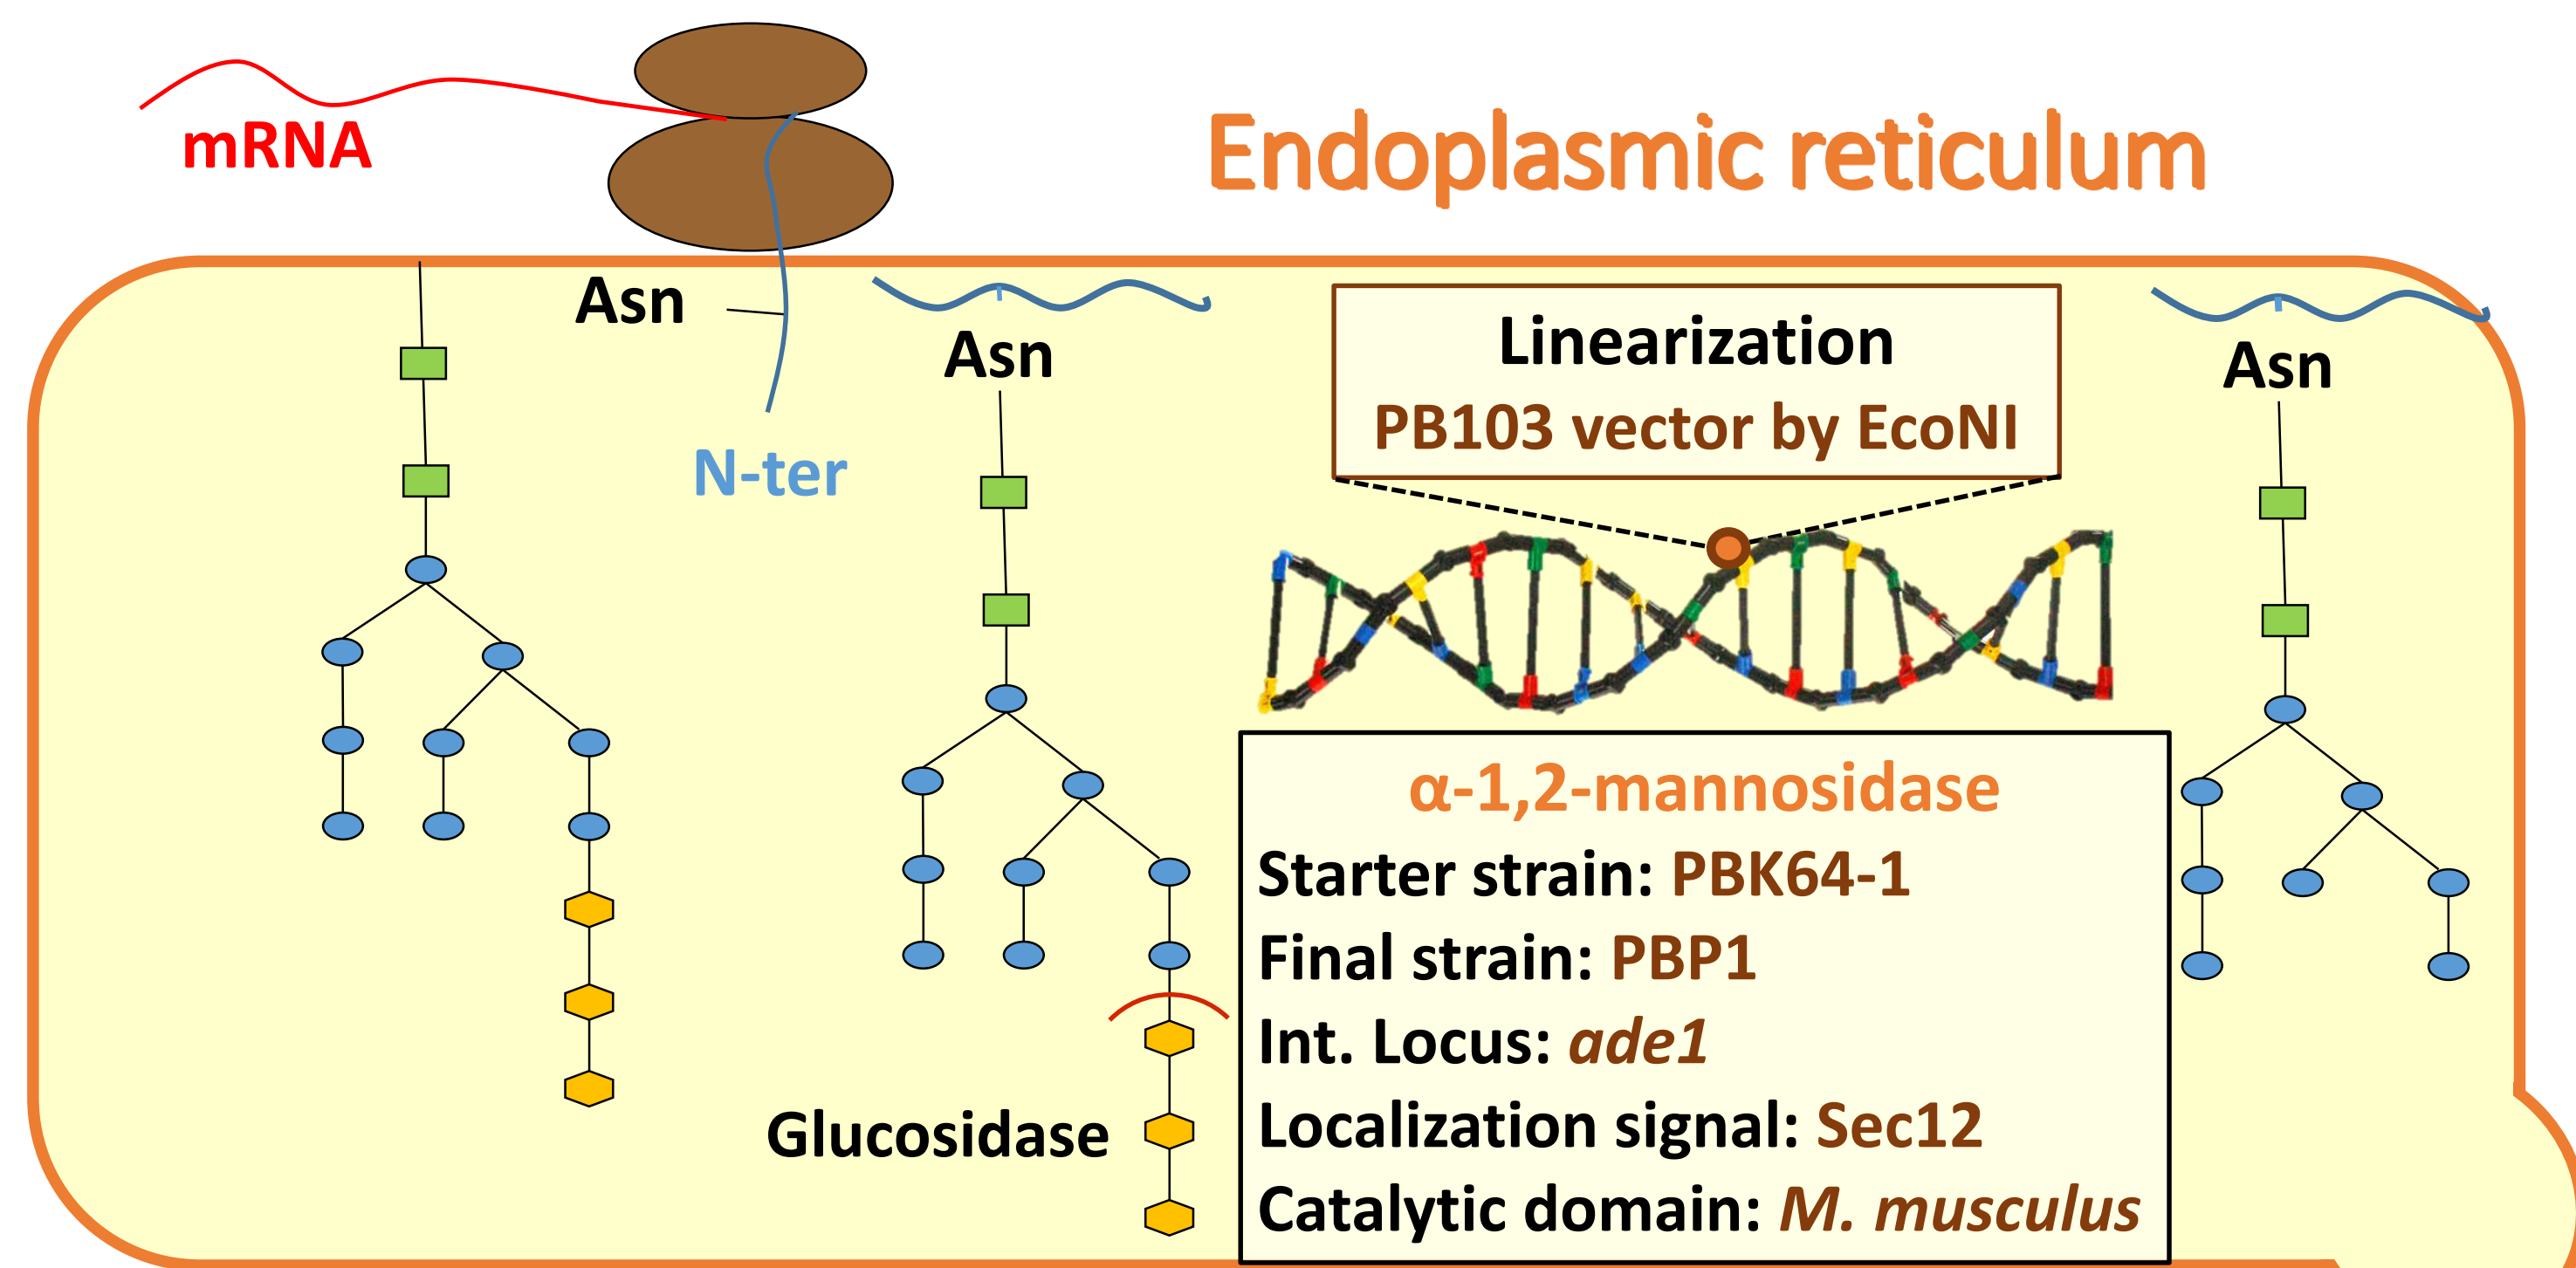 mRNA
Endoplasmic reticulum
Asn
N-ter
Asn
Linearization
PB103 vector by EcoNI
Asn
Glucosidase
α-1,2-mannosidase
Starter strain: PBK64-1
Final strain: PBP1
Int. Locus: ade1
Localization signal: Sec12
Catalytic domain: M. musculus